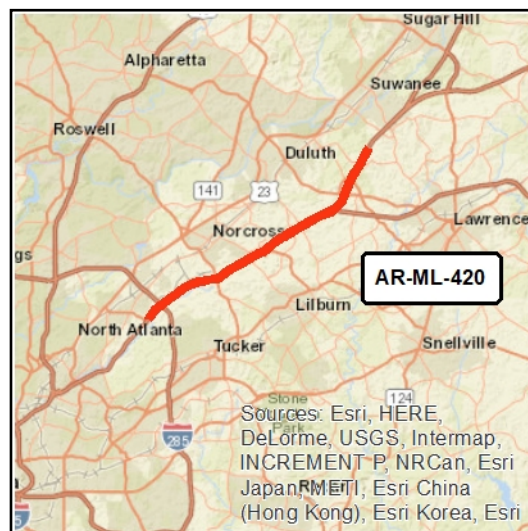 Sugar Hill
Alpharetta
Suwanee
Roswell
Duluth
141
23
Lawrence
Norcross
gs
AR-ML-420
Lilburn
North Atlanta
Tucker
Snellville
124
Stone
Park
285
Sources: Esri, HERE,
DeLorme, USGS, Intermap,
INCREMENT P, NRCan, Esri
Japan, METI, Esri China
(Hong Kong), Esri Korea, Esri
85